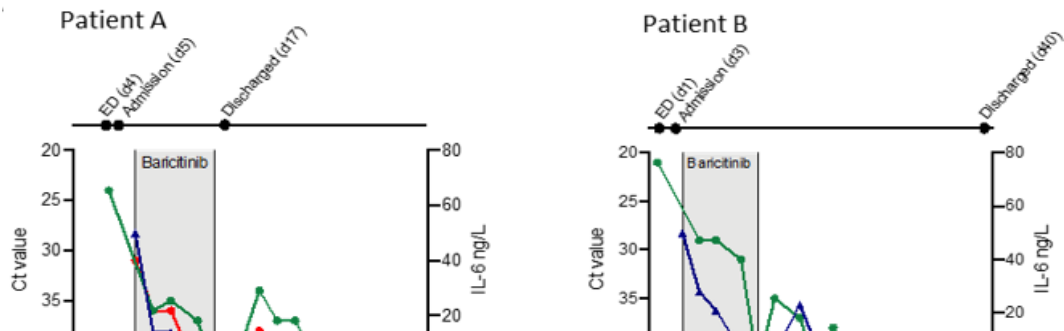 Patient A
ED (d4)
Admission (d5)
Discharged (d17)
20
25
30
35
Ct value
Baricitinib
80
60
40
20
IL-6 ng/L
Patient B
ED (d1)
Admission (d3)
Discharged (d40)
20
25
30
35
Ct value
Baricitinib
80
60
40
20
IL-6 ng/L